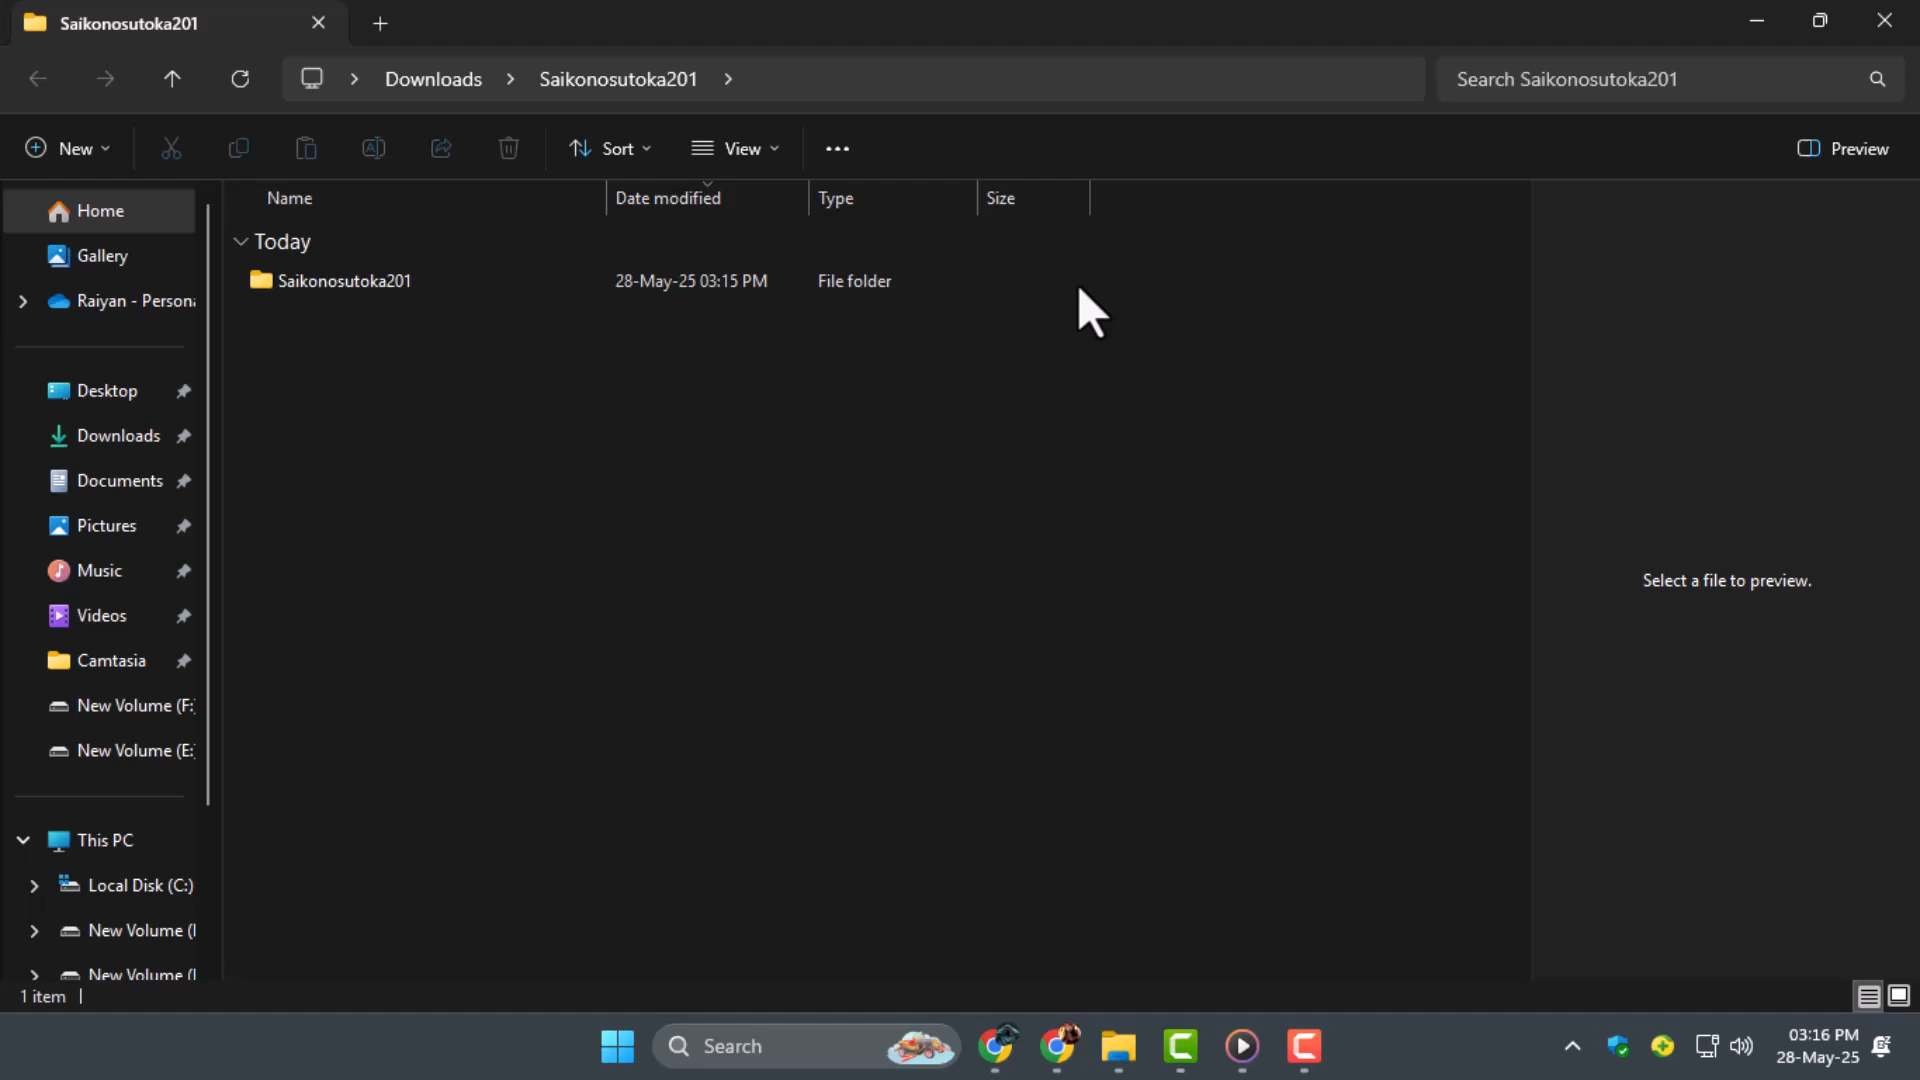 Saikonosutoka201
Downloads Saikonosutoka201
Search Saikonosutoka201
New
Sort
View
Preview
Name
Date modified
Type
Size
Home
Gallery
Raiyan - Persona
Desktop
Downloads
Documents
Pictures
Music
Videos
Camtasia
New Volume (F:)
New Volume (E:)
This PC
Local Disk (C:)
New Volume (
New Volume (
Today
Saikonosutoka201 28-May-25 03:15 PM File folder
Select a file to preview.
1 item
Search
03:16 PM
28-May-25